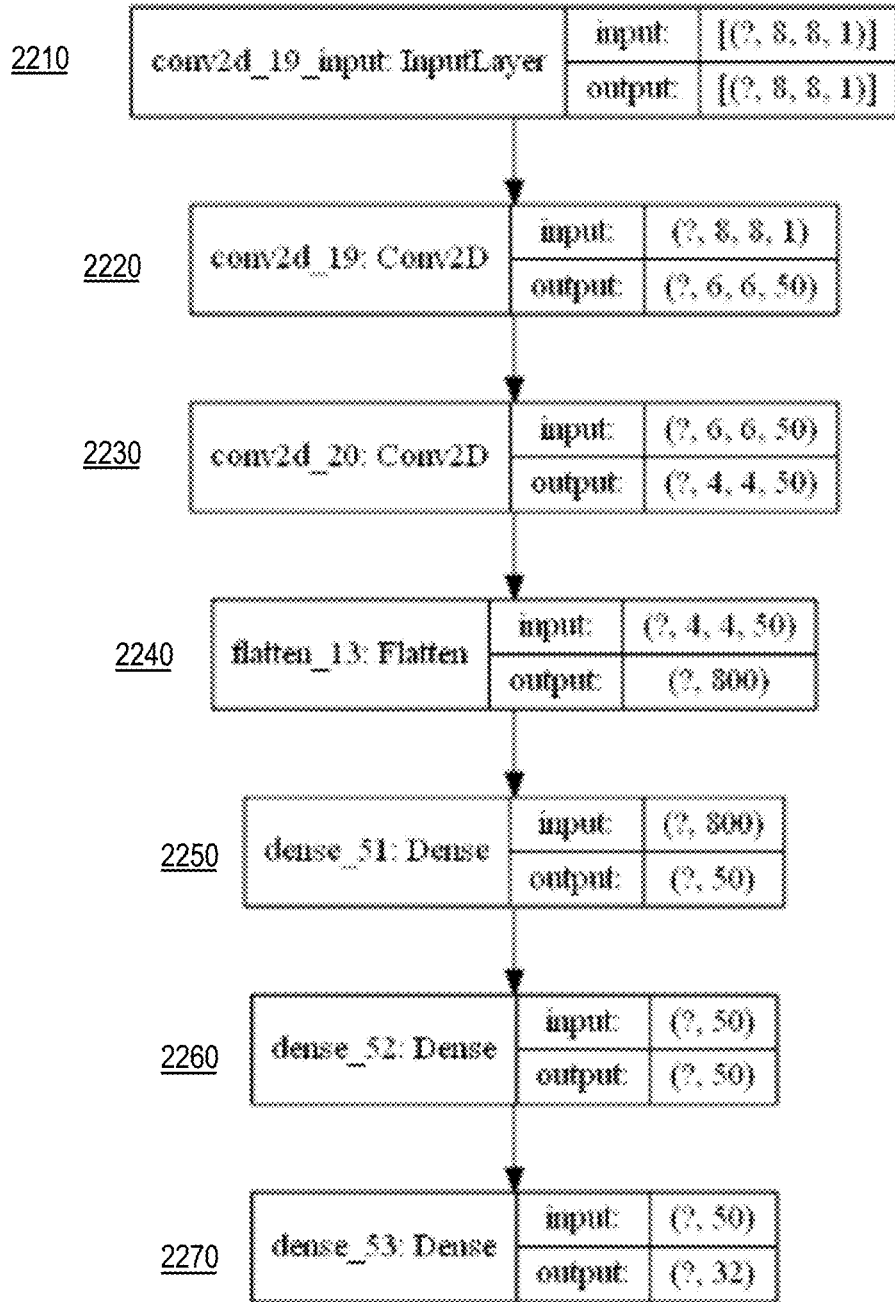 2210
conv2d_19_input: InputLayer
input: [(?, 8, 8, 1)]
output: [(?, 8, 8, 1)]
2220
conv2d_19: Conv2D
input: (?, 8, 8, 1)
output: (?, 6, 6, 50)
2230
conv2d_20: Conv2D
input: (?, 6, 6, 50)
output: (?, 4, 4, 50)
2240
flatten_13: Flatten
input: (?, 4, 4, 50)
output: (?, 800)
2250
dense_51: Dense
input: (?, 800)
output: (?, 50)
2260
dense_52: Dense
input: (?, 50)
output: (?, 50)
2270
dense_53: Dense
input: (?, 50)
output: (?, 32)